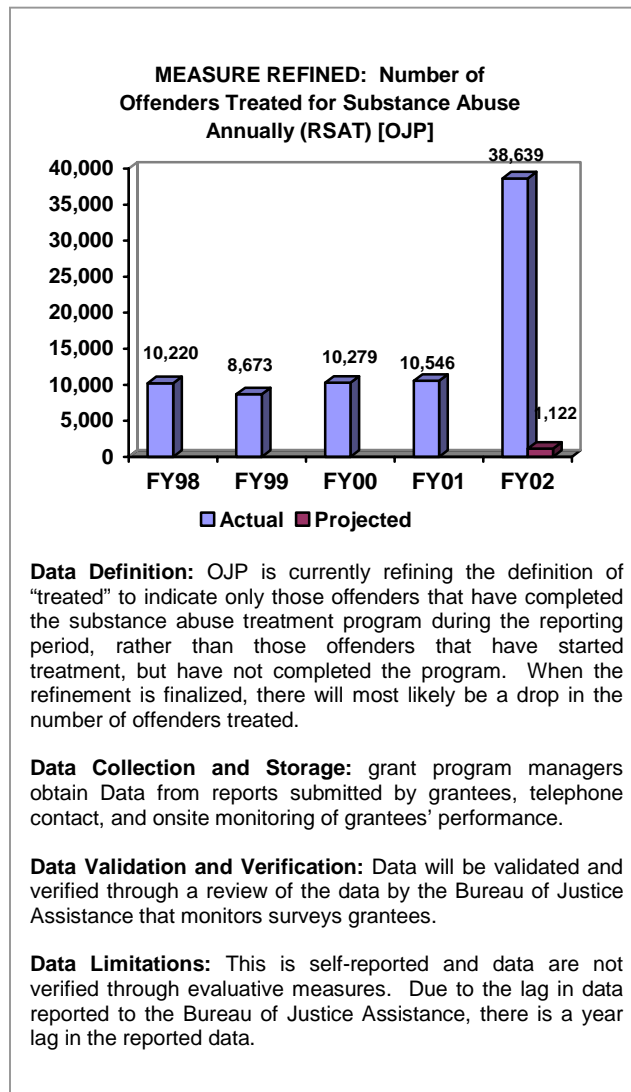 MEASURE REFINED: Number of
Offenders Treated for Substance Abuse
Annually (RSAT) [OJP]
38,639
40,000
35,000
30,000
25,000
20,000
15,000
10,220
8,673
10,279
10,546
1,122
10,000
5,000
0
FY98 FY99 FY00 FY01 FY02
Actual Projected
Data Definition: OJP is currently refining the definition of
“treated” to indicate only those offenders that have completed
the substance abuse treatment program during the reporting
period, rather than those offenders that have started
treatment, but have not completed the program. When the
refinement is finalized, there will most likely be a drop in the
number of offenders treated.
Data Collection and Storage: grant program managers
obtain Data from reports submitted by grantees, telephone
contact, and onsite monitoring of grantees’ performance.
Data Validation and Verification: Data will be validated and
verified through a review of the data by the Bureau of Justice
Assistance that monitors surveys grantees.
Data Limitations: This is self-reported and data are not
verified through evaluative measures. Due to the lag in data
reported to the Bureau of Justice Assistance, there is a year
lag in the reported data.